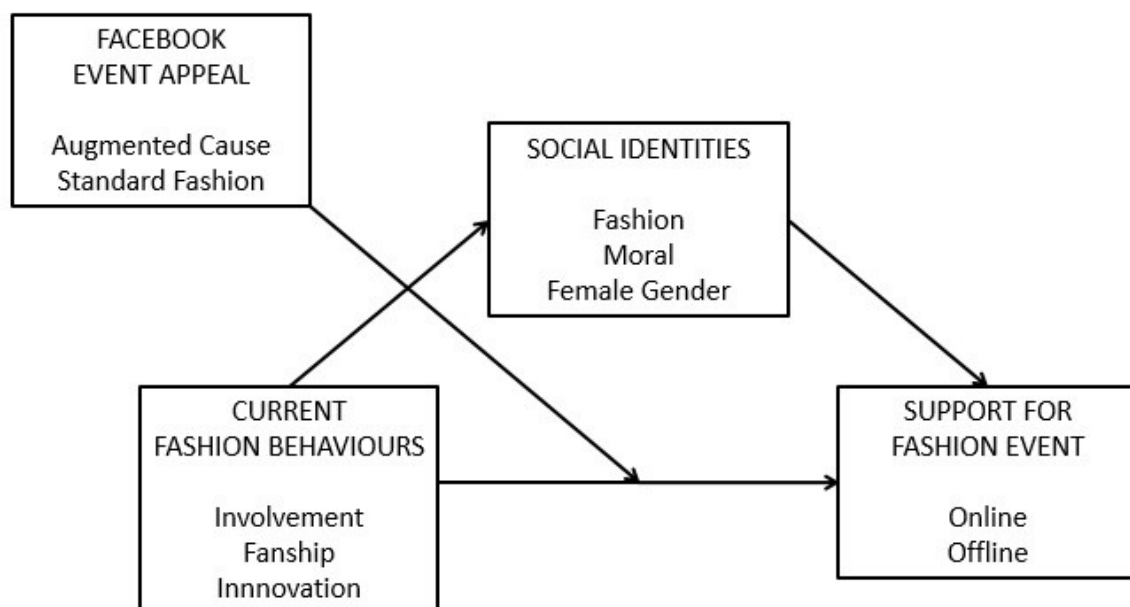 FACEBOOK
EVENT APPEAL
Augmented Cause
Standard Fashion
SOCIAL IDENTITIES
Fashion
Moral
Female Gender
CURRENT
FASHION BEHAVIOURS
Involvement
Fanship
Innnovation
SUPPORT FOR
FASHION EVENT
Online
Offline